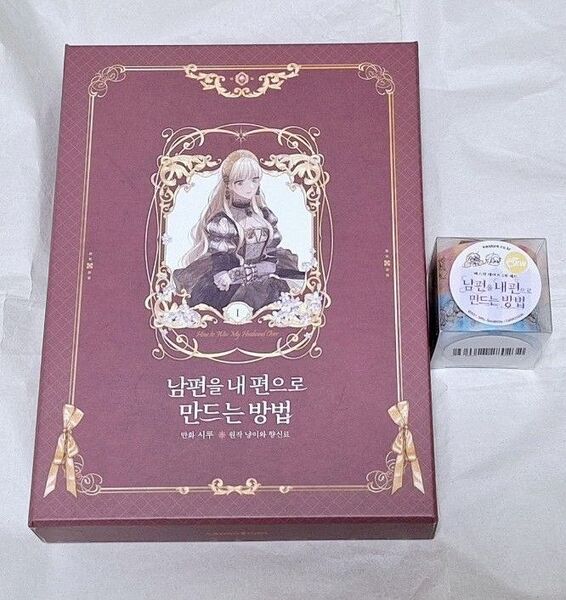 I
How to Win My Husband Over
남편을 내 편으로
만드는 방법
만화 시루 원작 냥이와 향신료
남편을 내 편으로
만드는 방법